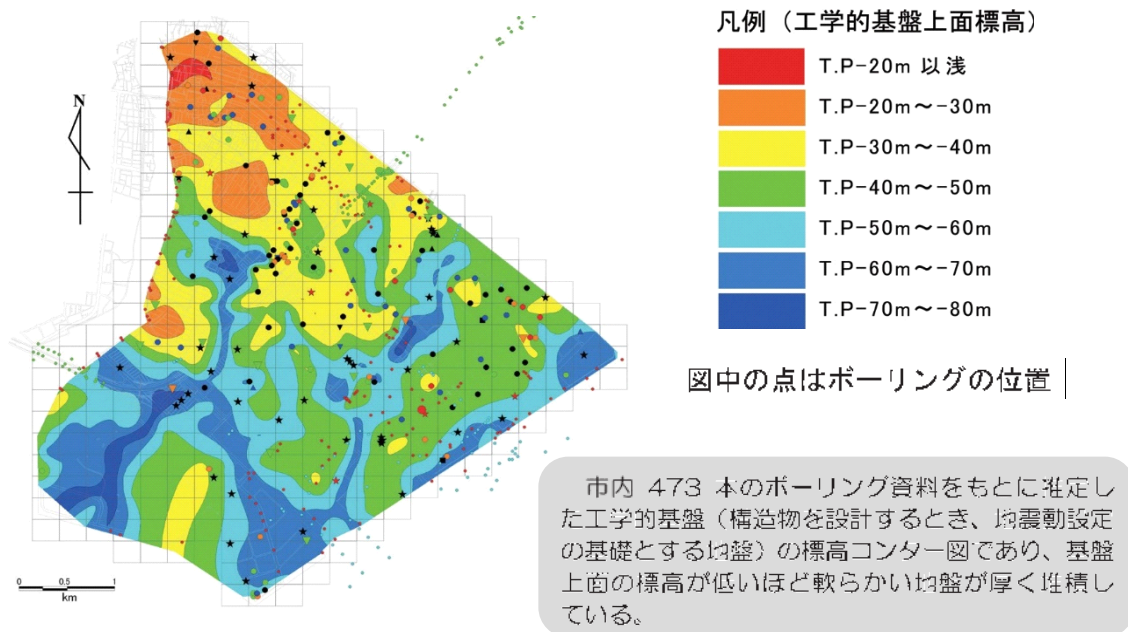 凡例（工学的基盤上面標高）
T.P-20m 以浅
T.P-20m～-30m
T.P-30m～-40m
T.P-40m～-50m
T.P-50m～-60m
T.P-60m～-70m
T.P-70m～-80m
N
図中の点はボーリングの位置
市内 473 本のボーリング資料をもとに推定し
た工学的基盤（構造物を設計するとき、地震動設定
の基礎とする地盤）の標高コンター図であり、基盤
上面の標高が低いほど軟らかい地盤が厚く堆積し
ている。
0 0.5 1
km